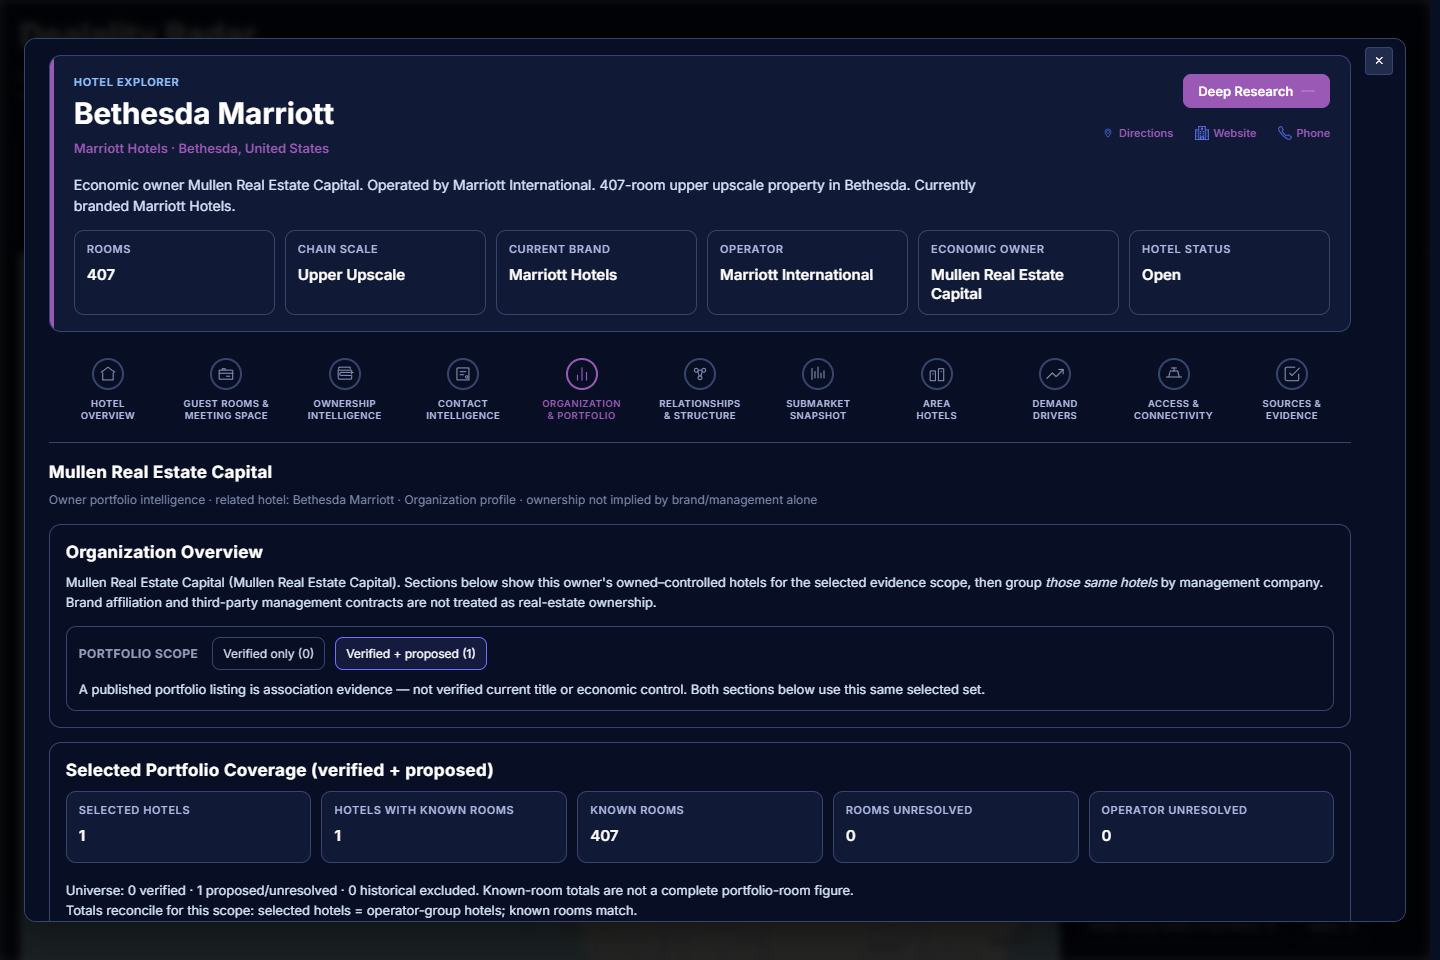 HOTEL EXPLORER
Bethesda Marriott
Marriott Hotels · Bethesda, United States
Deep Research —
Directions
Website
Phone
×
Economic owner Mullen Real Estate Capital. Operated by Marriott International. 407-room upper upscale property in Bethesda. Currently
branded Marriott Hotels.
ROOMS
407
CHAIN SCALE
Upper Upscale
CURRENT BRAND
Marriott Hotels
OPERATOR
Marriott International
ECONOMIC OWNER
Mullen Real Estate
Capital
HOTEL STATUS
Open
HOTEL
OVERVIEW
GUEST ROOMS &
MEETING SPACE
OWNERSHIP
INTELLIGENCE
CONTACT
INTELLIGENCE
ORGANIZATION
& PORTFOLIO
RELATIONSHIPS
& STRUCTURE
SUBMARKET
SNAPSHOT
AREA
HOTELS
DEMAND
DRIVERS
ACCESS &
CONNECTIVITY
SOURCES &
EVIDENCE
Mullen Real Estate Capital
Owner portfolio intelligence · related hotel: Bethesda Marriott · Organization profile · ownership not implied by brand/management alone
Organization Overview
Mullen Real Estate Capital (Mullen Real Estate Capital). Sections below show this owner's owned–controlled hotels for the selected evidence scope, then group those same hotels by management company.
Brand affiliation and third-party management contracts are not treated as real-estate ownership.
PORTFOLIO SCOPE
Verified only (0)
Verified + proposed (1)
A published portfolio listing is association evidence — not verified current title or economic control. Both sections below use this same selected set.
Selected Portfolio Coverage (verified + proposed)
SELECTED HOTELS
1
HOTELS WITH KNOWN ROOMS
1
KNOWN ROOMS
407
ROOMS UNRESOLVED
0
OPERATOR UNRESOLVED
0
Universe: 0 verified · 1 proposed/unresolved · 0 historical excluded. Known-room totals are not a complete portfolio-room figure.
Totals reconcile for this scope: selected hotels = operator-group hotels; known rooms match.